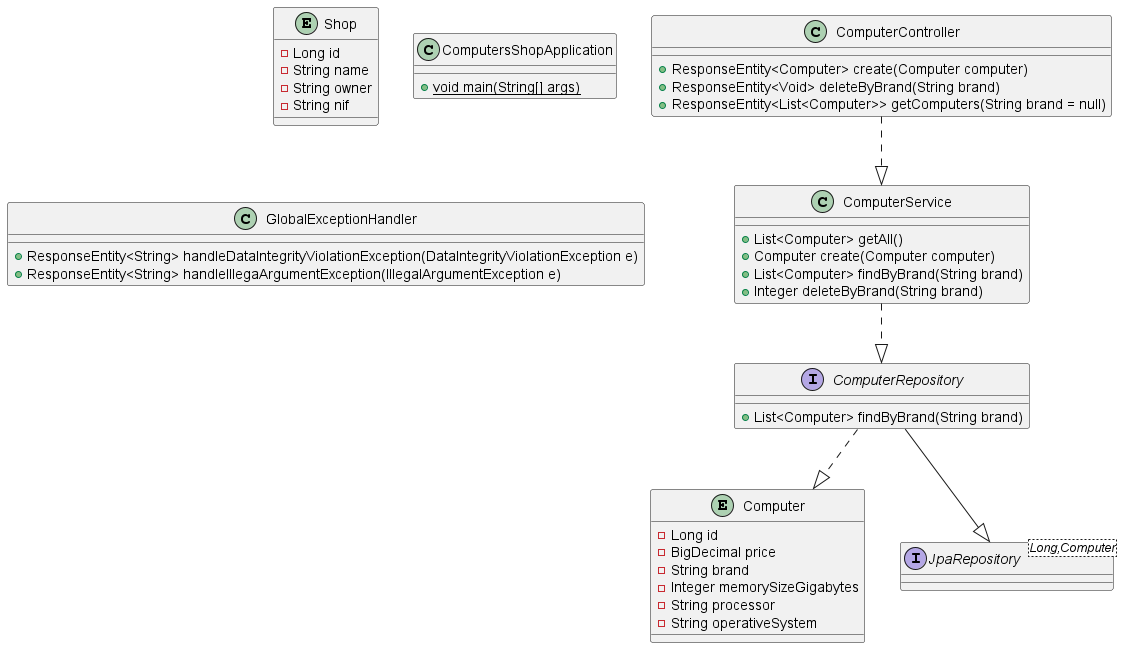 E Shop
Long id
String name
String owner
String nif
C ComputersShopApplication
void main(String[] args)
C ComputerController
ResponseEntity<Computer> create(Computer computer)
ResponseEntity<Void> deleteByBrand(String brand)
ResponseEntity<List<Computer>> getComputers(String brand = null)
C GlobalExceptionHandler
ResponseEntity<String> handleDataIntegrityViolationException(DataIntegrityViolationException e)
ResponseEntity<String> handleIllegaArgumentException(IllegalArgumentException e)
C ComputerService
List<Computer> getAll()
Computer create(Computer computer)
List<Computer> findByBrand(String brand)
Integer deleteByBrand(String brand)
I ComputerRepository
List<Computer> findByBrand(String brand)
E Computer
Long id
BigDecimal price
String brand
Integer memorySizeGigabytes
String processor
String operativeSystem
I JpaRepository
Long,Computer